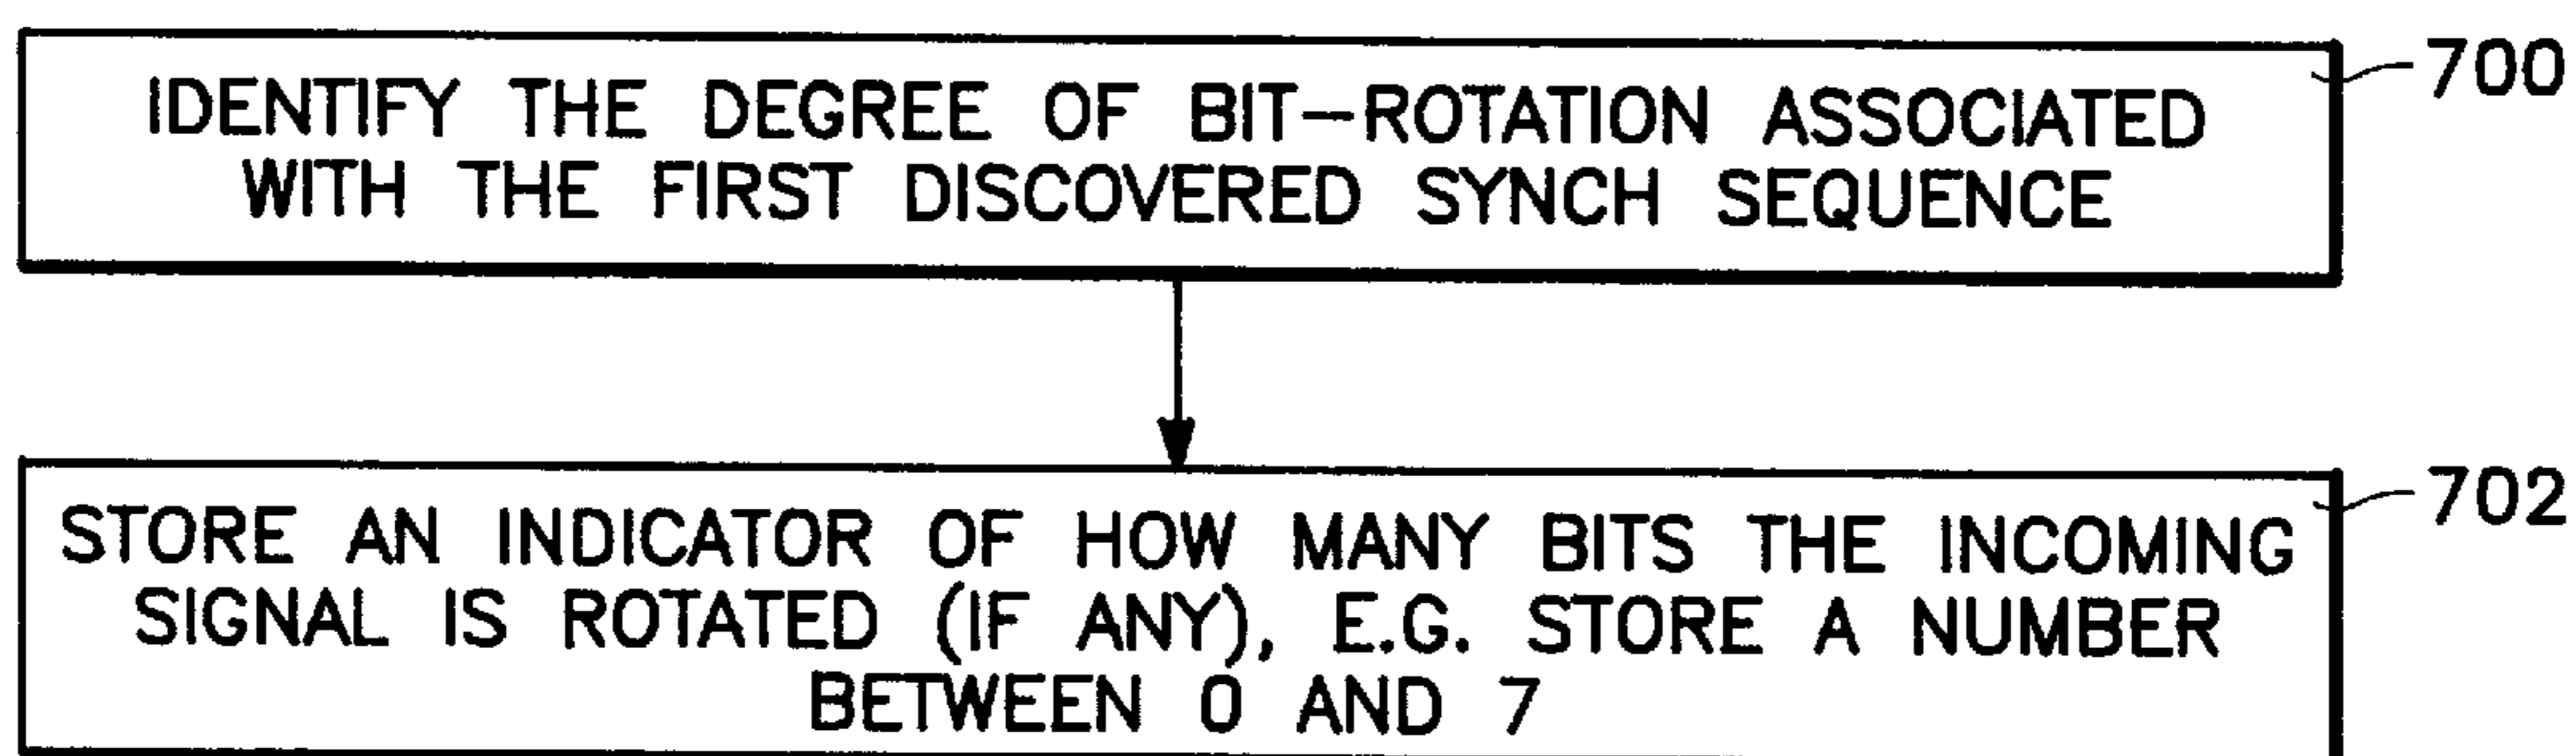 IDENTIFY THE DEGREE OF BIT-ROTATION ASSOCIATED
WITH THE FIRST DISCOVERED SYNCH SEQUENCE
700
STORE AN INDICATOR OF HOW MANY BITS THE INCOMING
SIGNAL IS ROTATED (IF ANY), E.G. STORE A NUMBER
BETWEEN 0 AND 7
702